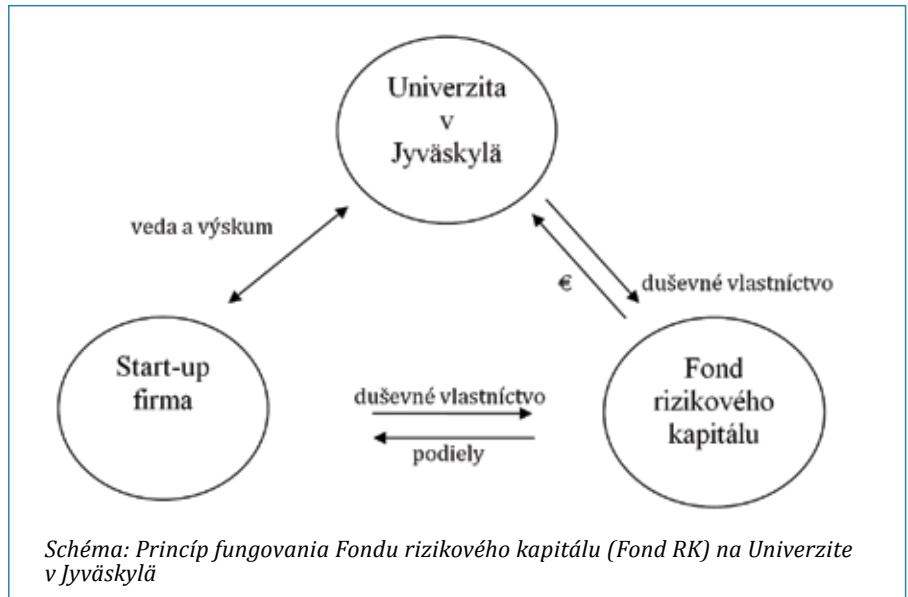 Univerzita
v
Jyväskylä
veda a výskum
€
duševné vlastníctvo
Start-up
firma
duševné vlastníctvo
podiely
Fond
rizikového
kapitálu
Schéma: Princíp fungovania Fondu rizikového kapitálu (Fond RK) na Univerzite
v Jyväskylä